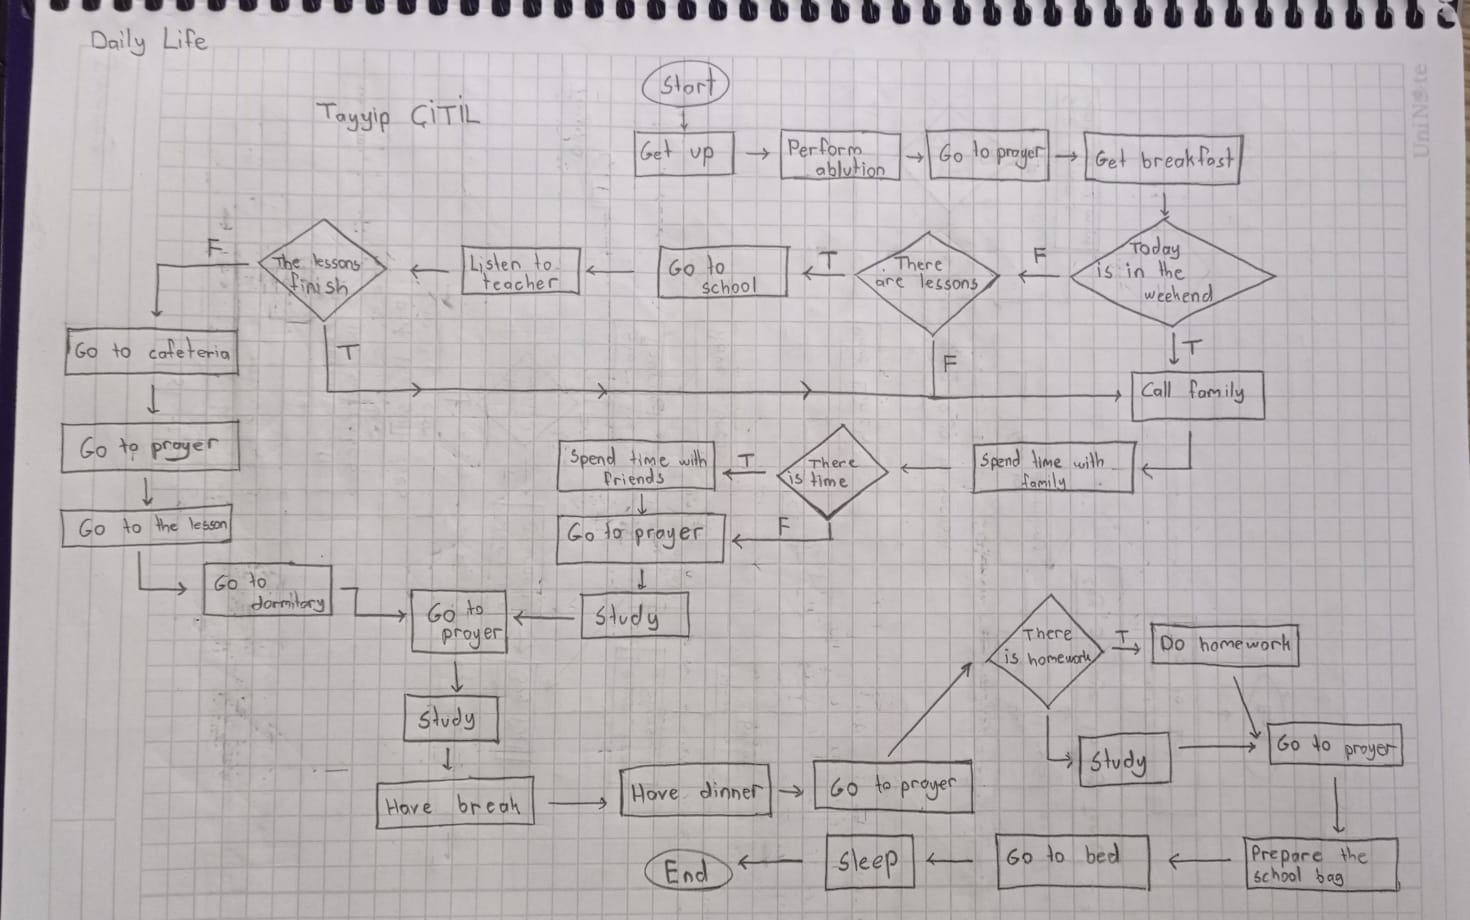 Daily Life
Tayyip ÇİTİL
Start
Get up
Perform
ablution
Go to prayer
Get breakfast
Today
is in the
weekend
F
T
There
are lessons
T
F
Go to
school
Listen to
teacher
The lessons
finish
F
T
Go to cafeteria
Go to prayer
Go to the lesson
Go to
dormitory
Call family
Spend time with
family
There
is time
T
F
Spend time with
friends
Go to prayer
Study
Go to
prayer
Study
Have break
Have dinner
Go to prayer
There
is homework
T
Do homework
Study
Go to prayer
Prepare the
school bag
Go to bed
Sleep
End
UniNote